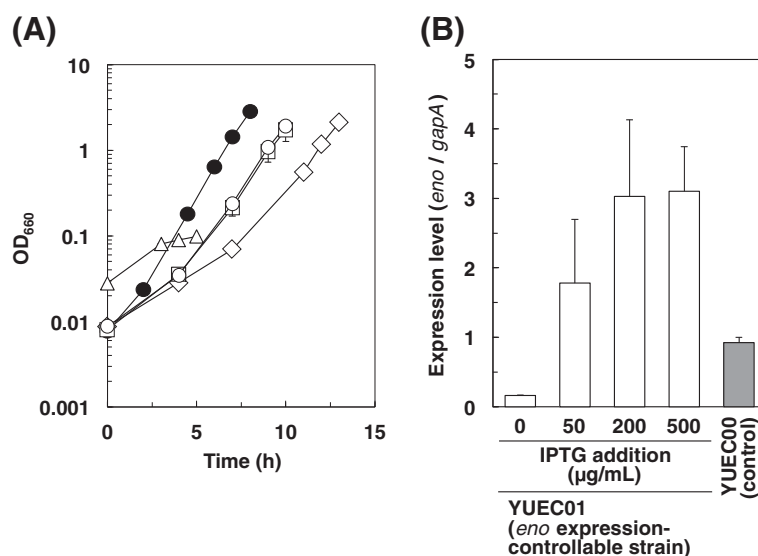 (A)
10
1
0.1
0.01
0.001
OD660
0 5 10 15
Time (h)
(B)
5
4
3
2
1
0
Expression level (eno / gapA)
0 50 200 500
IPTG addition
(µg/mL)
YUEC01
(eno expression-
controllable strain)
YUEC00
(control)